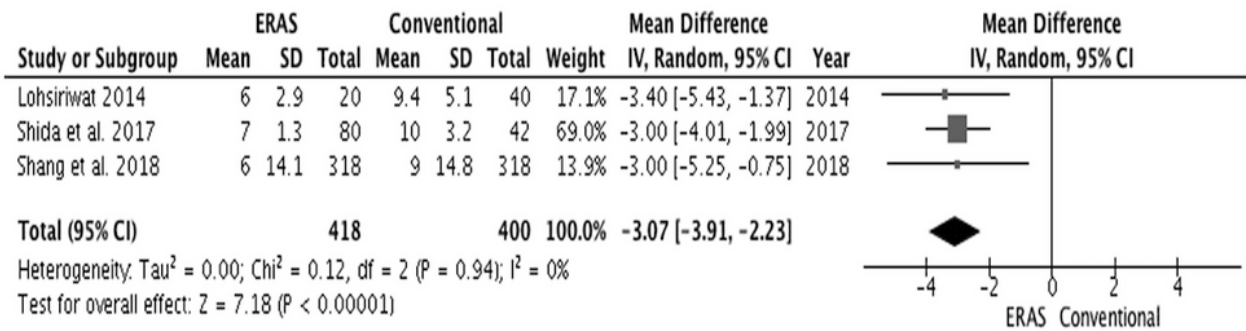 ERAS Conventional Mean Difference Mean Difference
Study or Subgroup Mean SD Total Mean SD Total Weight IV, Random, 95% CI Year IV, Random, 95% CI
Lohsiriwat 2014 6 2.9 20 9.4 5.1 40 17.1% -3.40 [-5.43, -1.37] 2014
Shida et al. 2017 7 1.3 80 10 3.2 42 69.0% -3.00 [-4.01, -1.99] 2017
Shang et al. 2018 6 14.1 318 9 14.8 318 13.9% -3.00 [-5.25, -0.75] 2018
Total (95% CI) 418 400 100.0% -3.07 [-3.91, -2.23]
Heterogeneity: Tau² = 0.00; Chi² = 0.12, df = 2 (P = 0.94); I² = 0%
Test for overall effect: Z = 7.18 (P < 0.00001)
-4 -2 0 2 4
ERAS Conventional